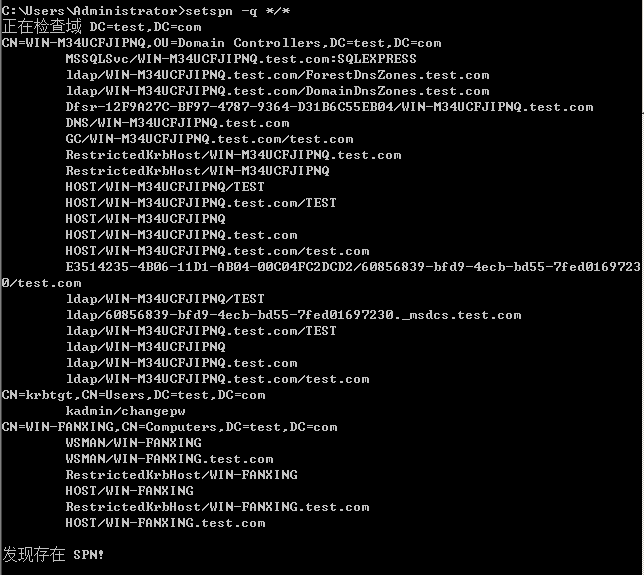 C:\Users\Administrator>setspn -q */*
正在检查域 DC=test,DC=com
CN=WIN-M34UCFJIPNQ,OU=Domain Controllers,DC=test,DC=com
MSSQLSvc/WIN-M34UCFJIPNQ.test.com:SQLEXPRESS
ldap/WIN-M34UCFJIPNQ.test.com/ForestDnsZones.test.com
ldap/WIN-M34UCFJIPNQ.test.com/DomainDnsZones.test.com
Dfsr-12F9A27C-BF97-4787-9364-D31B6C55EB04/WIN-M34UCFJIPNQ.test.com
DNS/WIN-M34UCFJIPNQ.test.com
GC/WIN-M34UCFJIPNQ.test.com/test.com
RestrictedKrbHost/WIN-M34UCFJIPNQ.test.com
RestrictedKrbHost/WIN-M34UCFJIPNQ
HOST/WIN-M34UCFJIPNQ/TEST
HOST/WIN-M34UCFJIPNQ.test.com/TEST
HOST/WIN-M34UCFJIPNQ
HOST/WIN-M34UCFJIPNQ.test.com
HOST/WIN-M34UCFJIPNQ.test.com/test.com
E3514235-4B06-11D1-AB04-00C04FC2DCD2/60856839-bfd9-4ecb-bd55-7fed0169723
0/test.com
ldap/WIN-M34UCFJIPNQ/TEST
ldap/60856839-bfd9-4ecb-bd55-7fed01697230._msdcs.test.com
ldap/WIN-M34UCFJIPNQ.test.com/TEST
ldap/WIN-M34UCFJIPNQ
ldap/WIN-M34UCFJIPNQ.test.com
ldap/WIN-M34UCFJIPNQ.test.com/test.com
CN=krbtgt,CN=Users,DC=test,DC=com
kadmin/changepw
CN=WIN-FANXING,CN=Computers,DC=test,DC=com
WSMAN/WIN-FANXING
WSMAN/WIN-FANXING.test.com
RestrictedKrbHost/WIN-FANXING
HOST/WIN-FANXING
RestrictedKrbHost/WIN-FANXING.test.com
HOST/WIN-FANXING.test.com
发现存在 SPN!